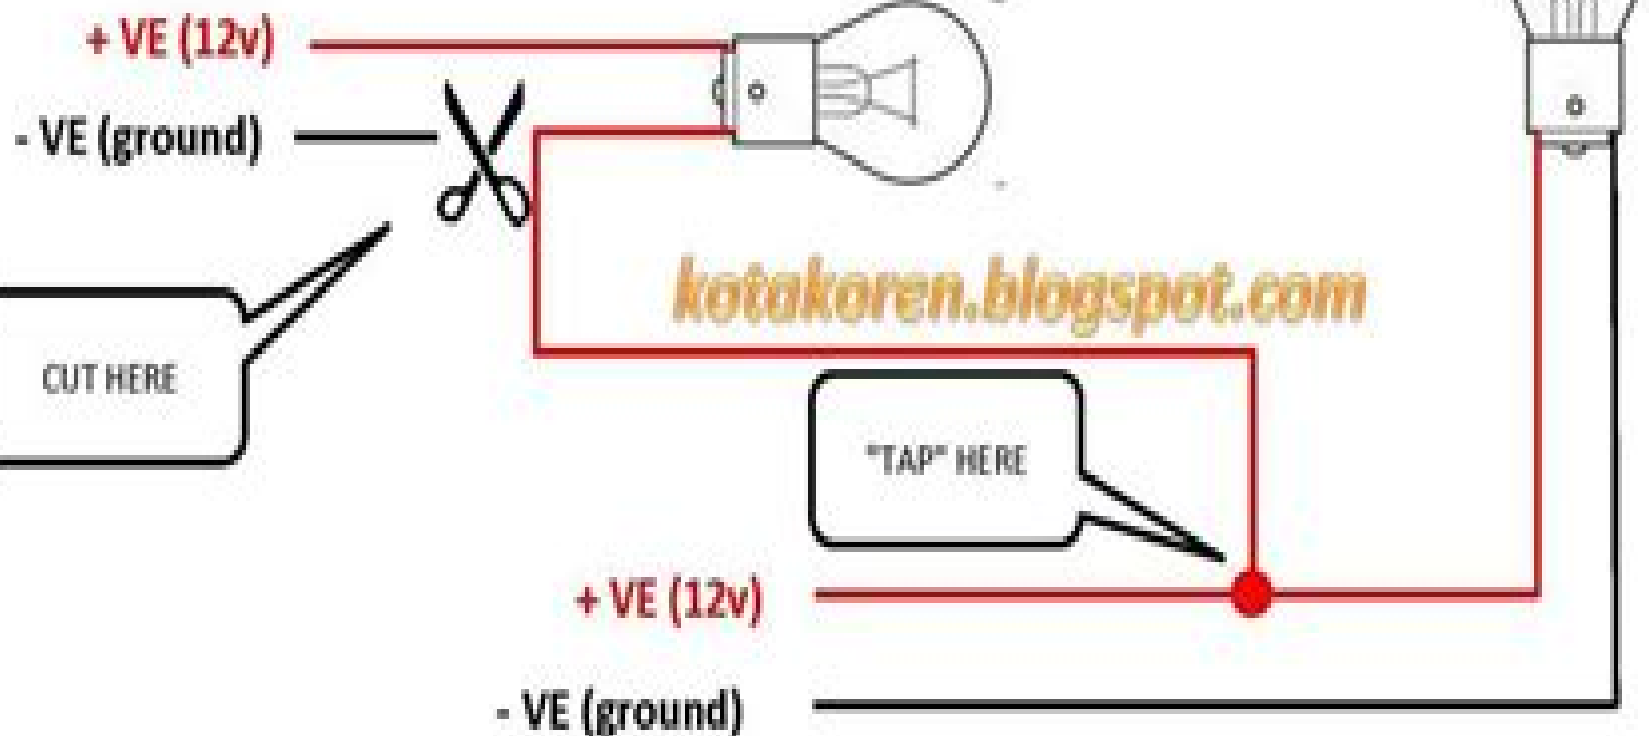 + VE (12v)
- VE (ground)
kotakoren.blogspot.com
CUT HERE
"TAP" HERE
+ VE (12v)
- VE (ground)